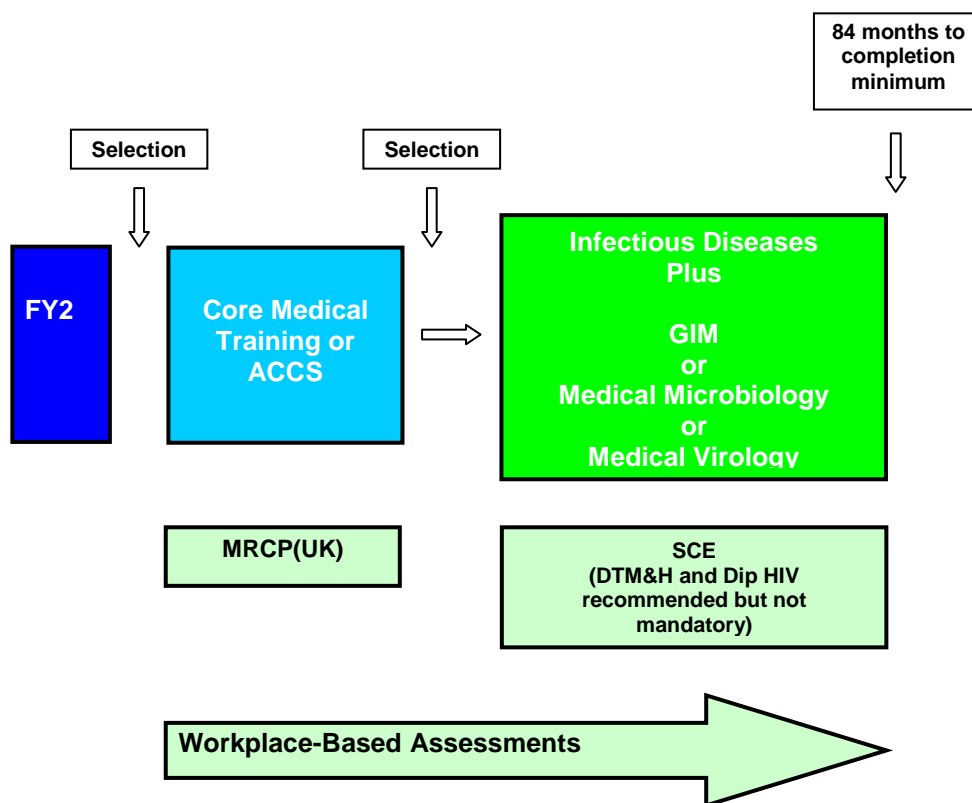 84 months to
completion
minimum
Selection
Selection
FY2
Core Medical
Training or
ACCS
Infectious Diseases
Plus
GIM
or
Medical Microbiology
or
Medical Virology
MRCP(UK)
SCE
(DTM&H and Dip HIV
recommended but not
mandatory)
Workplace-Based Assessments